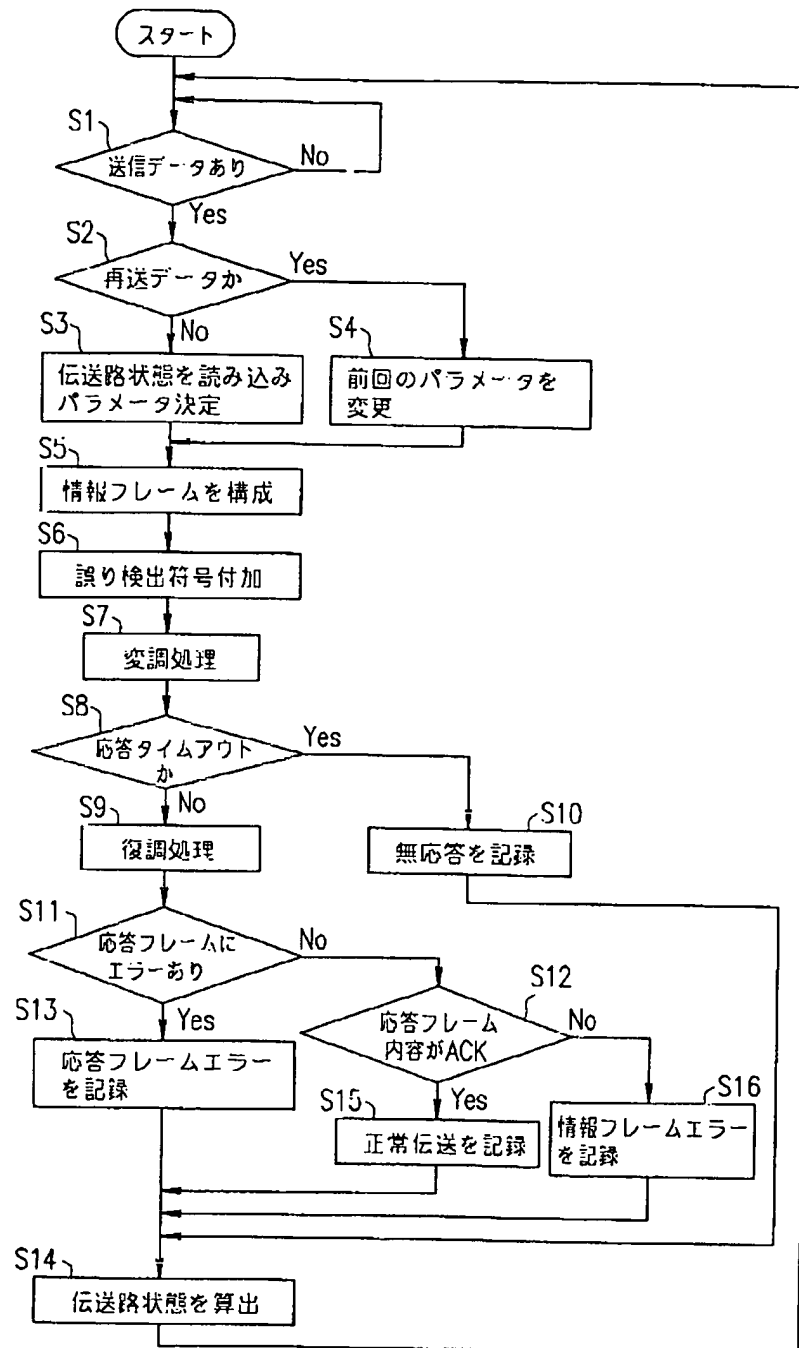 スタート
S1
送信データあり
No
Yes
S2
再送データか
Yes
No
S3
伝送路状態を読み込み
パラメータ決定
S4
前回のパラメータを
変更
S5
情報フレームを構成
S6
誤り検出符号付加
S7
変調処理
S8
応答タイムアウト
か
Yes
No
S9
復調処理
S10
無応答を記録
S11
応答フレームに
エラーあり
No
Yes
S12
応答フレーム
内容がACK
No
Yes
S13
応答フレームエラー
を記録
S15
正常伝送を記録
S16
情報フレームエラー
を記録
S14
伝送路状態を算出